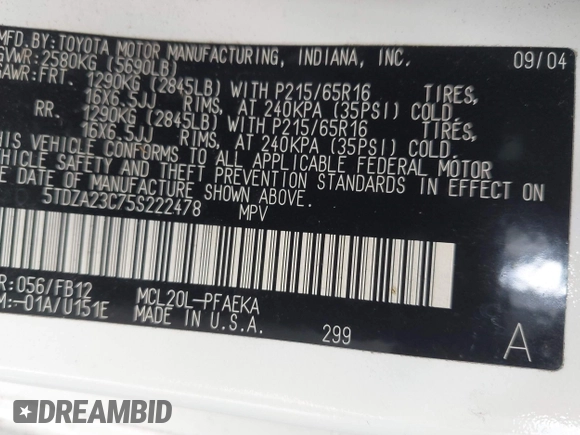 MFD.BY:TOYOTA MOTOR MANUFACTURING, INDIANA, INC. 09/04
GVWR:2580KG (5690LB)
GAWR:FRT. 1290KG (2845LB) WITH P215/65R16 TIRES,
16X6.5JJ RIMS, AT 240KPA (35PSI) COLD
RR. 1290KG (2845LB) WITH P215/65R16 TIRES,
16X6.5JJ RIMS, AT 240KPA (35PSI) COLD.
THIS VEHICLE CONFORMS TO ALL APPLICABLE FEDERAL MOTOR
VEHICLE SAFETY AND THEFT PREVENTION STANDARDS IN EFFECT ON
THE DATE OF MANUFACTURE SHOWN ABOVE.
5TDZA23C75S222478 MPV
R:056/FB12 MCL20L-PFAEKA
M:-01A/U151E MADE IN U.S.A. 299 A
DREAMBID